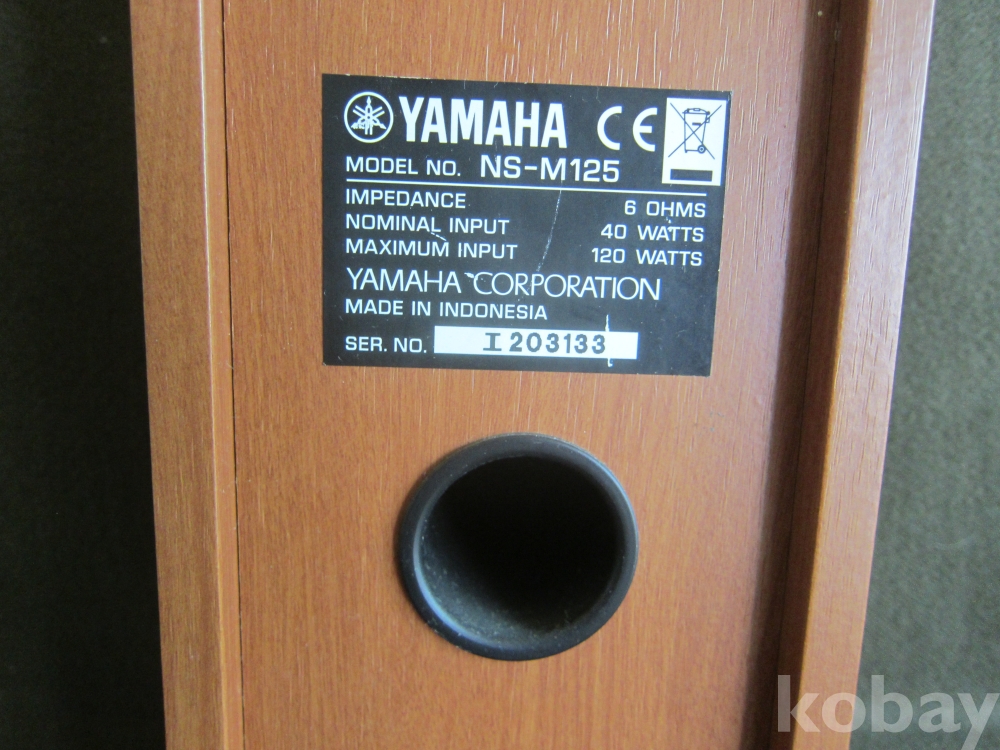 YAMAHA CE
MODEL NO. NS-M125
IMPEDANCE 6 OHMS
NOMINAL INPUT 40 WATTS
MAXIMUM INPUT 120 WATTS
YAMAHA CORPORATION
MADE IN INDONESIA
SER. NO. I203133
kobay